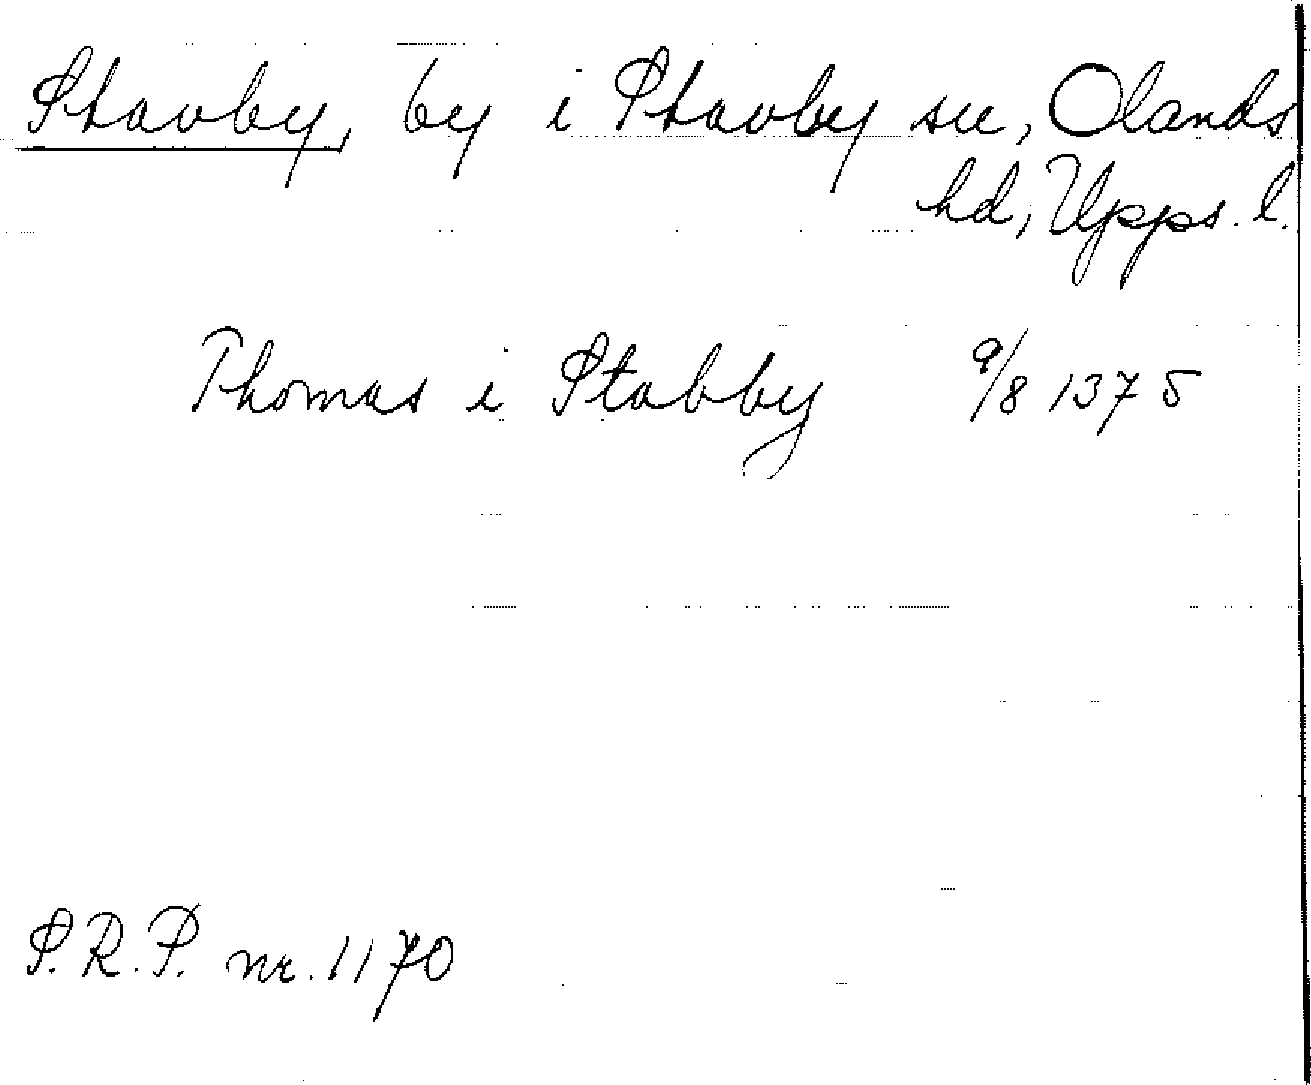 Stavby, by i Stavby sn, Olands
hd, Upps. l.
Thomas i Stabby 9/8 1375
S.R.P. nr. 1170